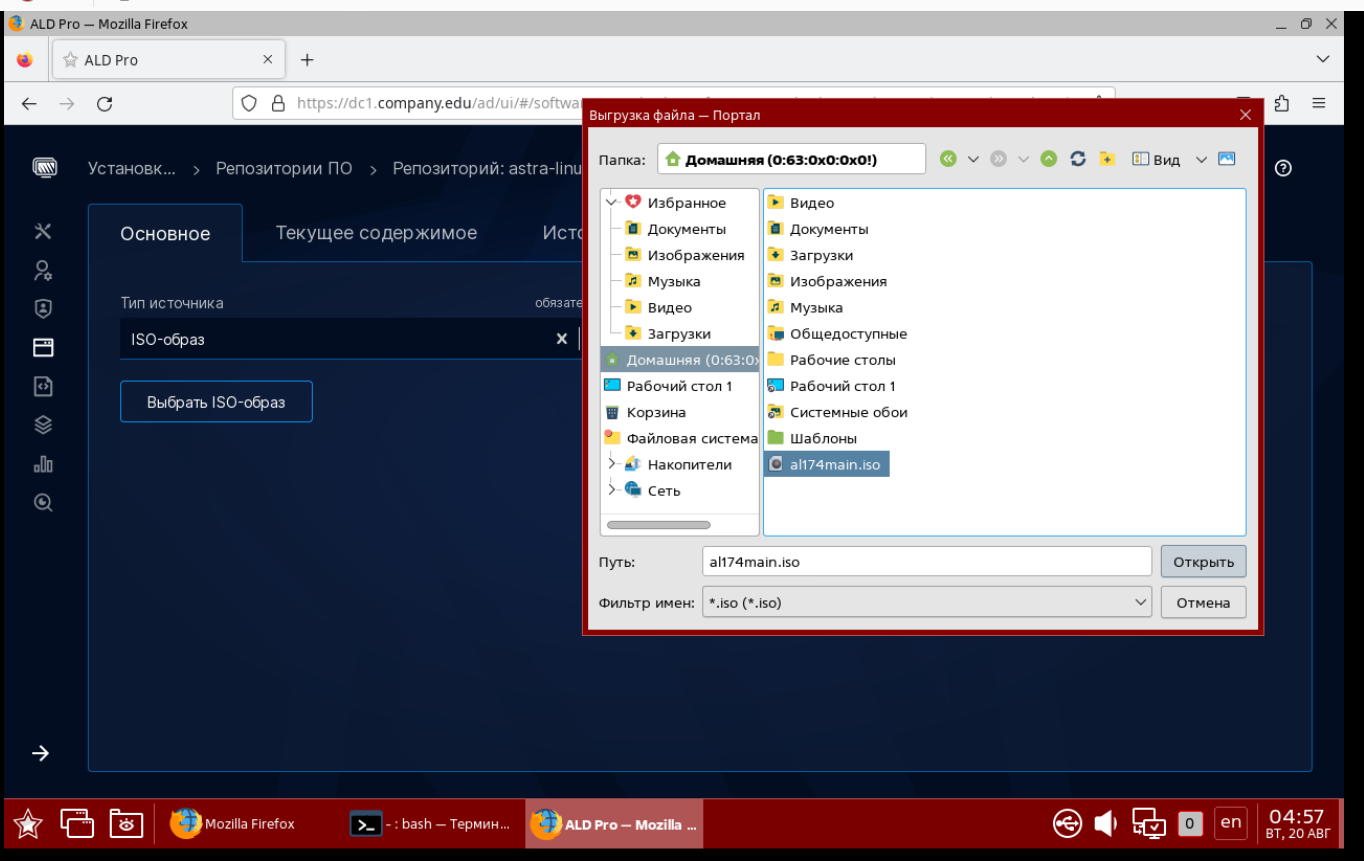 ALD Pro — Mozilla Firefox
ALD Pro
https://dc1.company.edu/ad/ui/#/softwa
Выгрузка файла — Портал
Папка: Домашняя (0:63:0x0:0x0!) Вид
Установк... > Репозитории ПО > Репозиторий: astra-linu
Основное Текущее содержимое Исто
Тип источника обязате
ISO-образ
Выбрать ISO-образ
Избранное
Документы
Изображения
Музыка
Видео
Загрузки
Домашняя (0:63:0x
Рабочий стол 1
Корзина
Файловая система
Накопители
Сеть
Видео
Документы
Загрузки
Изображения
Музыка
Общедоступные
Рабочие столы
Рабочий стол 1
Системные обои
Шаблоны
al174main.iso
Путь: al174main.iso Открыть
Фильтр имен: *.iso (*.iso) Отмена
Mozilla Firefox - : bash — Термин... ALD Pro — Mozilla ... 0 en 04:57
ВТ, 20 АВГ